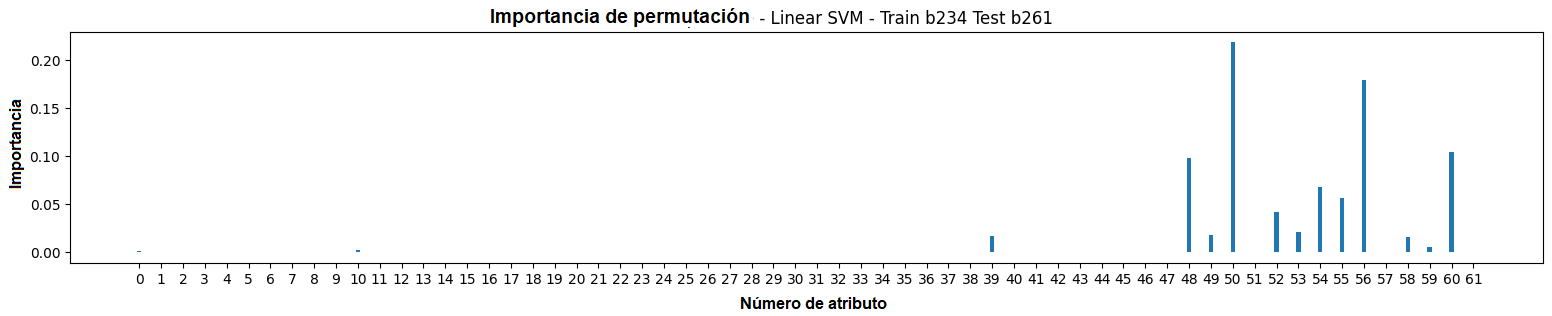 Importancia de permutación - Linear SVM - Train b234 Test b261
Importancia
0.20
0.15
0.10
0.05
0.00
0 1 2 3 4 5 6 7 8 9 10 11 12 13 14 15 16 17 18 19 20 21 22 23 24 25 26 27 28 29 30 31 32 33 34 35 36 37 38 39 40 41 42 43 44 45 46 47 48 49 50 51 52 53 54 55 56 57 58 59 60 61
Número de atributo